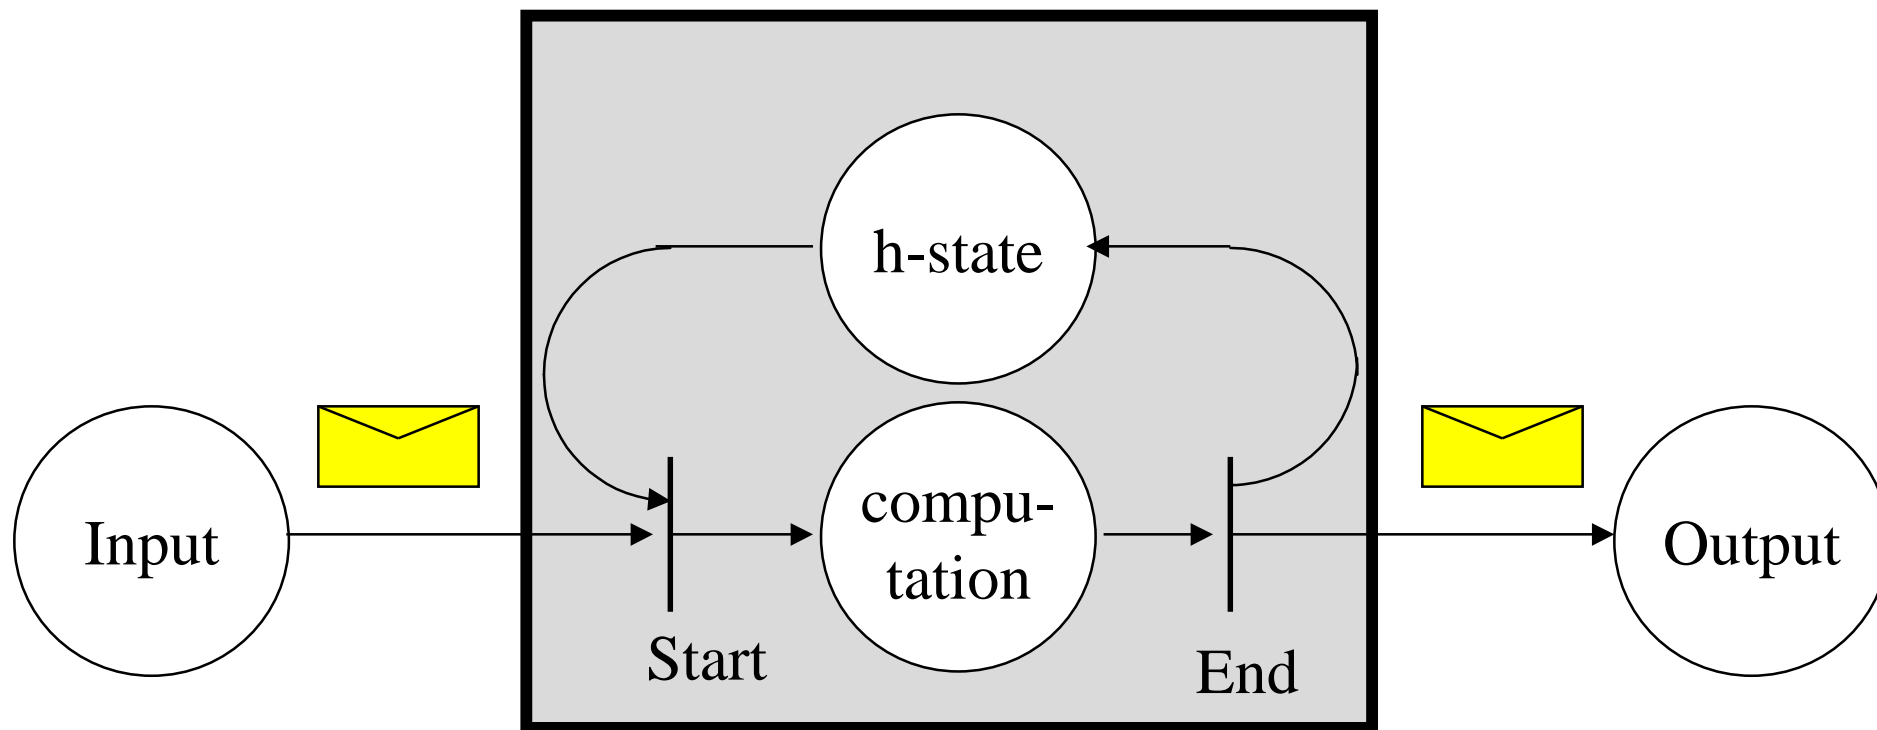 h-state
Input
compu-
tation
Output
Start
End